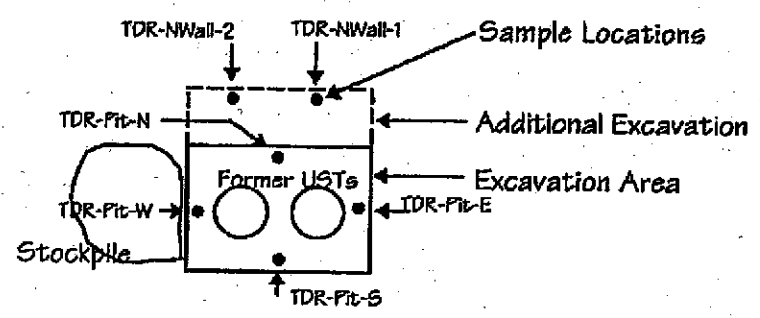 TDR-NWall-2 TDR-NWall-1 Sample Locations
TDR-Pit-N Additional Excavation
Former USTs Excavation Area
TDR-Pit-W TDR-Pit-E
Stockpile
TDR-Pit-S